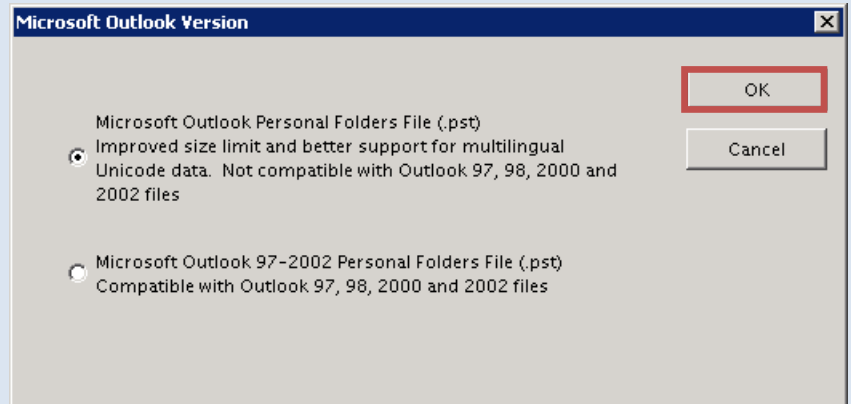 Microsoft Outlook Version
OK
Microsoft Outlook Personal Folders File (.pst)
Improved size limit and better support for multilingual
Unicode data. Not compatible with Outlook 97, 98, 2000 and
2002 files
Cancel
Microsoft Outlook 97-2002 Personal Folders File (.pst)
Compatible with Outlook 97, 98, 2000 and 2002 files